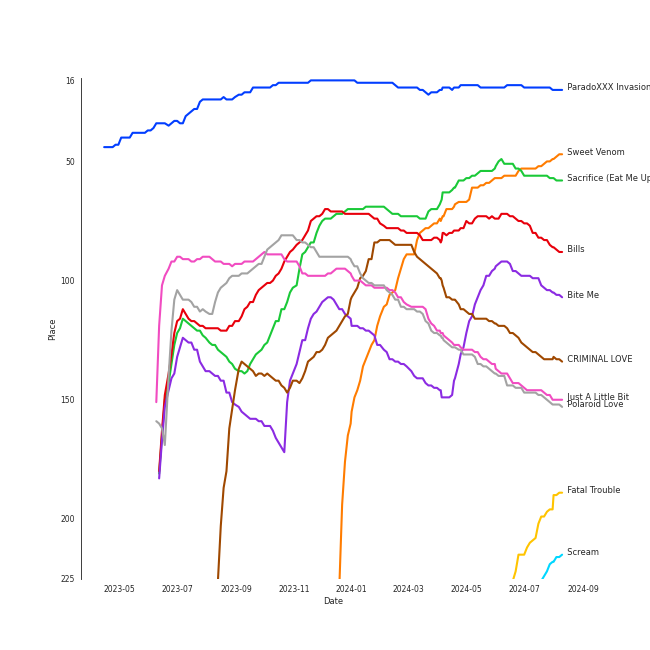 16
50
100
150
200
225
Place
2023-05
2023-07
2023-09
2023-11
2024-01
2024-03
2024-05
2024-07
2024-09
Date
ParadoXXX Invasion
Sweet Venom
Sacrifice (Eat Me Up
Bills
Bite Me
CRIMINAL LOVE
Just A Little Bit
Polaroid Love
Fatal Trouble
Scream